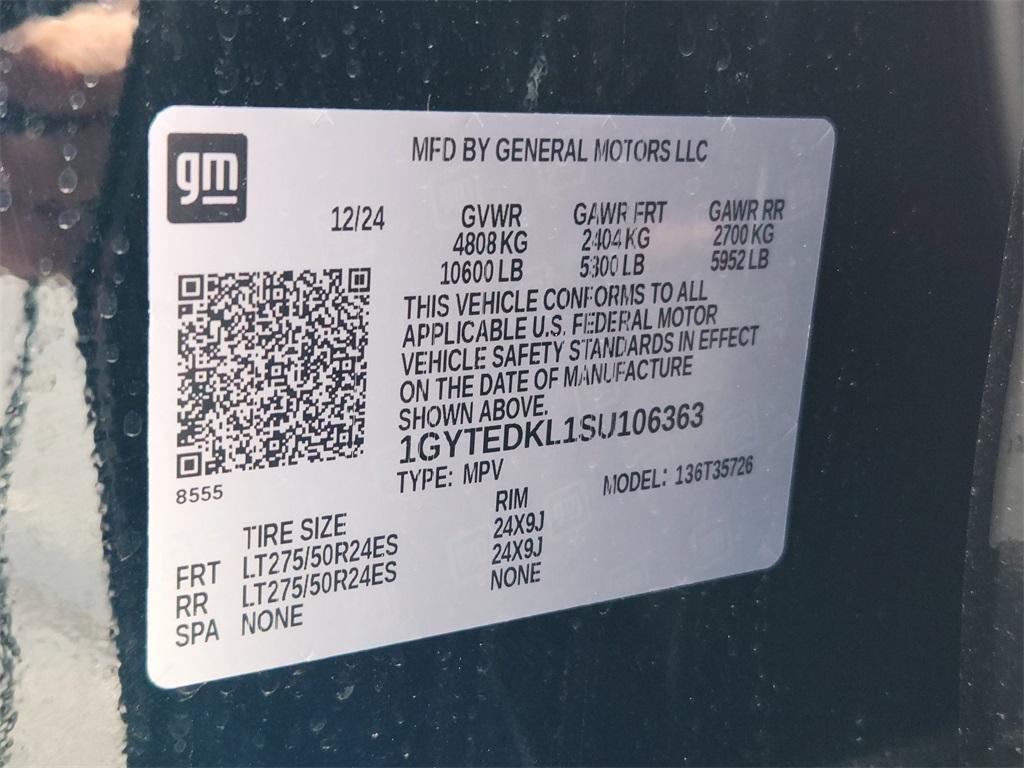 gm
MFD BY GENERAL MOTORS LLC
12/24 GVWR GAWR FRT GAWR RR
4808 KG 2404 KG 2700 KG
10600 LB 5300 LB 5952 LB
THIS VEHICLE CONFORMS TO ALL
APPLICABLE U.S. FEDERAL MOTOR
VEHICLE SAFETY STANDARDS IN EFFECT
ON THE DATE OF MANUFACTURE
SHOWN ABOVE.
1GYTEDKL1SU106363
TYPE: MPV MODEL: 136T35726
8555
TIRE SIZE RIM
FRT LT275/50R24ES 24X9J
RR LT275/50R24ES 24X9J
SPA NONE NONE